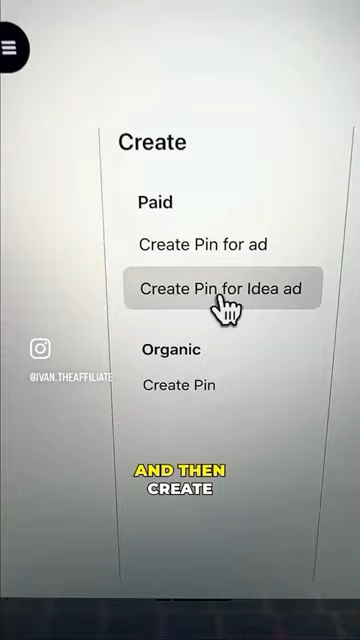 Create
Paid
Create Pin for ad
Create Pin for Idea ad
Organic
Create Pin
@IVAN.THEAFFILIATE
AND THEN
CREATE